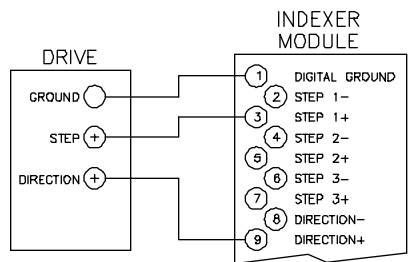 INDEXER
MODULE
DRIVE
GROUND
STEP +
DIRECTION +
1 DIGITAL GROUND
2 STEP 1-
3 STEP 1+
4 STEP 2-
5 STEP 2+
6 STEP 3-
7 STEP 3+
8 DIRECTION-
9 DIRECTION+